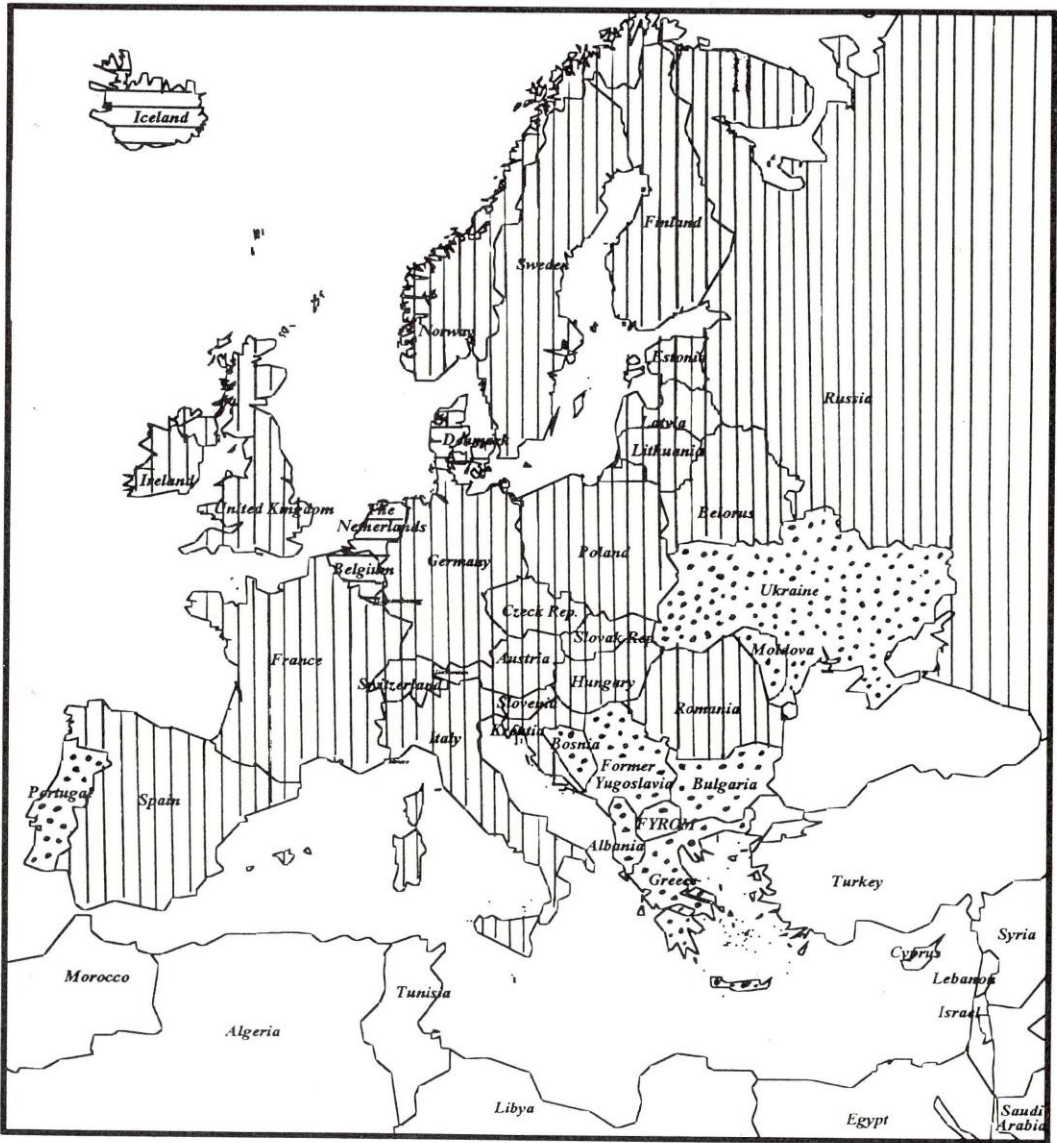 Iceland
Finland
Sweden
Norway
Estonia
Russia
Latvia
Denmark
Lithuania
Ireland
United Kingdom
The
Netherlands
Belorus
Poland
Germany
Belgium
Ukraine
Czeck Rep.
Slovak Rep.
Moldova
France
Austria
Switzerland
Hungary
Slovenia
Romania
Kroatia
Italy
Bosnia
Former
Yugoslavia
Bulgaria
Portugal
Spain
FYROM
Albania
Greece
Turkey
Syria
Cyprus
Morocco
Tunisia
Lebanon
Israel
Algeria
Libya
Egypt
Saudi
Arabia